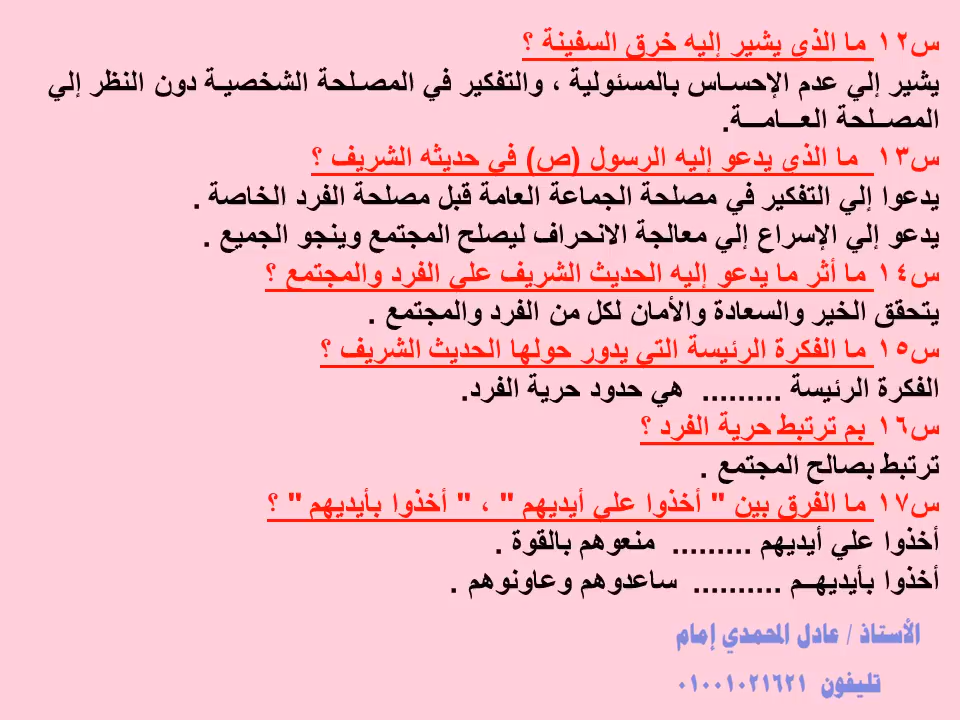 س١٢ ما الذي يشير إليه خرق السفينة ؟
يشير إلي عدم الإحساس بالمسئولية ، والتفكير في المصلحة الشخصية دون النظر إلي
المصلحة العامة.
س١٣ ما الذي يدعو إليه الرسول (ص) في حديثه الشريف ؟
يدعوا إلي التفكير في مصلحة الجماعة العامة قبل مصلحة الفرد الخاصة .
يدعو إلي الإسراع إلي معالجة الانحراف ليصلح المجتمع وينجو الجميع .
س١٤ ما أثر ما يدعو إليه الحديث الشريف علي الفرد والمجتمع ؟
يتحقق الخير والسعادة والأمان لكل من الفرد والمجتمع .
س١٥ ما الفكرة الرئيسة التي يدور حولها الحديث الشريف ؟
الفكرة الرئيسة ......... هي حدود حرية الفرد.
س١٦ بم ترتبط حرية الفرد ؟
ترتبط بصالح المجتمع .
س١٧ ما الفرق بين " أخذوا علي أيديهم " ، " أخذوا بأيديهم " ؟
أخذوا علي أيديهم ......... منعوهم بالقوة .
أخذوا بأيديهم .......... ساعدوهم وعاونوهم .
الأستاذ / عادل المحمدي إمام
تليفون ٠١٠٠١٠٢١٦٢١